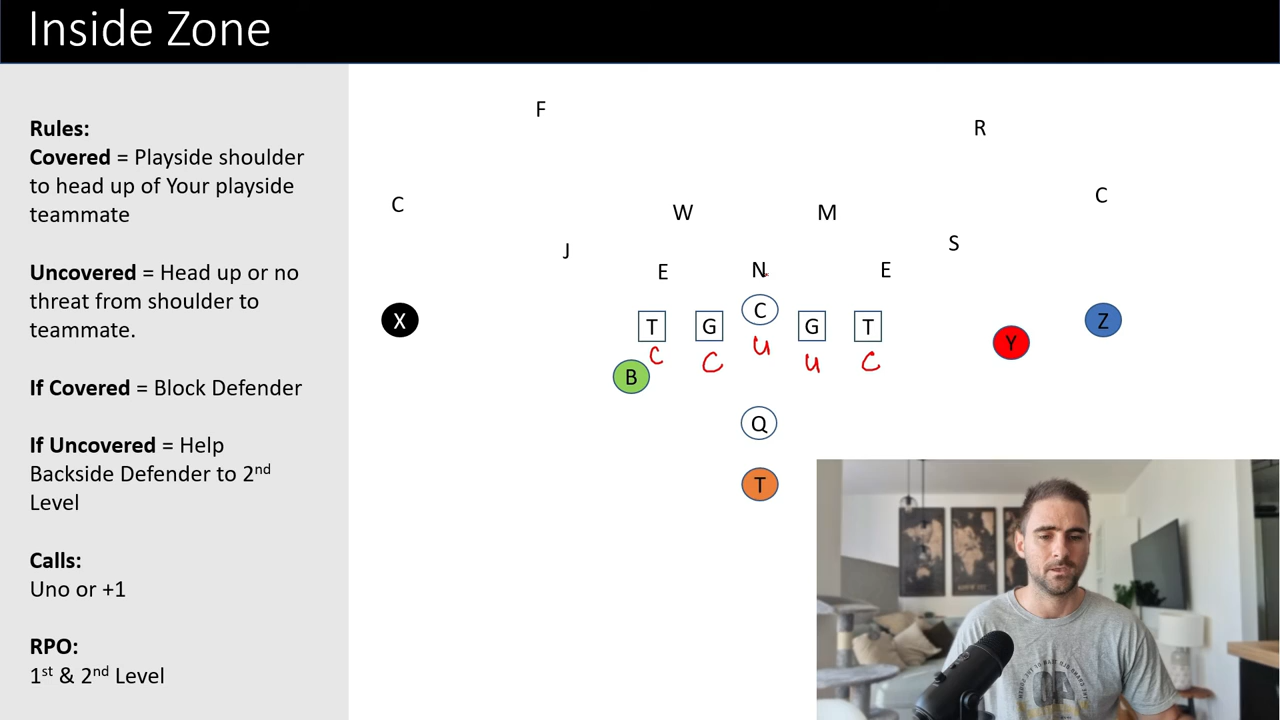 Inside Zone
Rules:
Covered = Playside shoulder
to head up of Your playside
teammate
Uncovered = Head up or no
threat from shoulder to
teammate.
If Covered = Block Defender
If Uncovered = Help
Backside Defender to 2nd
Level
Calls:
Uno or +1
RPO:
1st & 2nd Level
F
R
C
C
W
M
J
S
E
N
E
X
T
G
C
G
T
Y
Z
C
C
U
U
C
B
Q
T